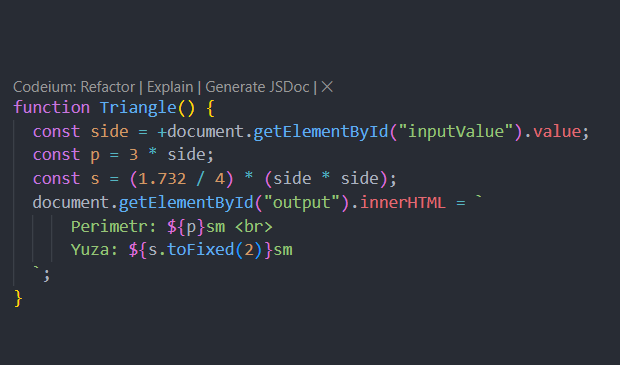 Codeium: Refactor | Explain | Generate JSDoc | ×
function Triangle() {
const side = +document.getElementById("inputValue").value;
const p = 3 * side;
const s = (1.732 / 4) * (side * side);
document.getElementById("output").innerHTML = `
Perimetr: ${p}sm <br>
Yuza: ${s.toFixed(2)}sm
`;
}